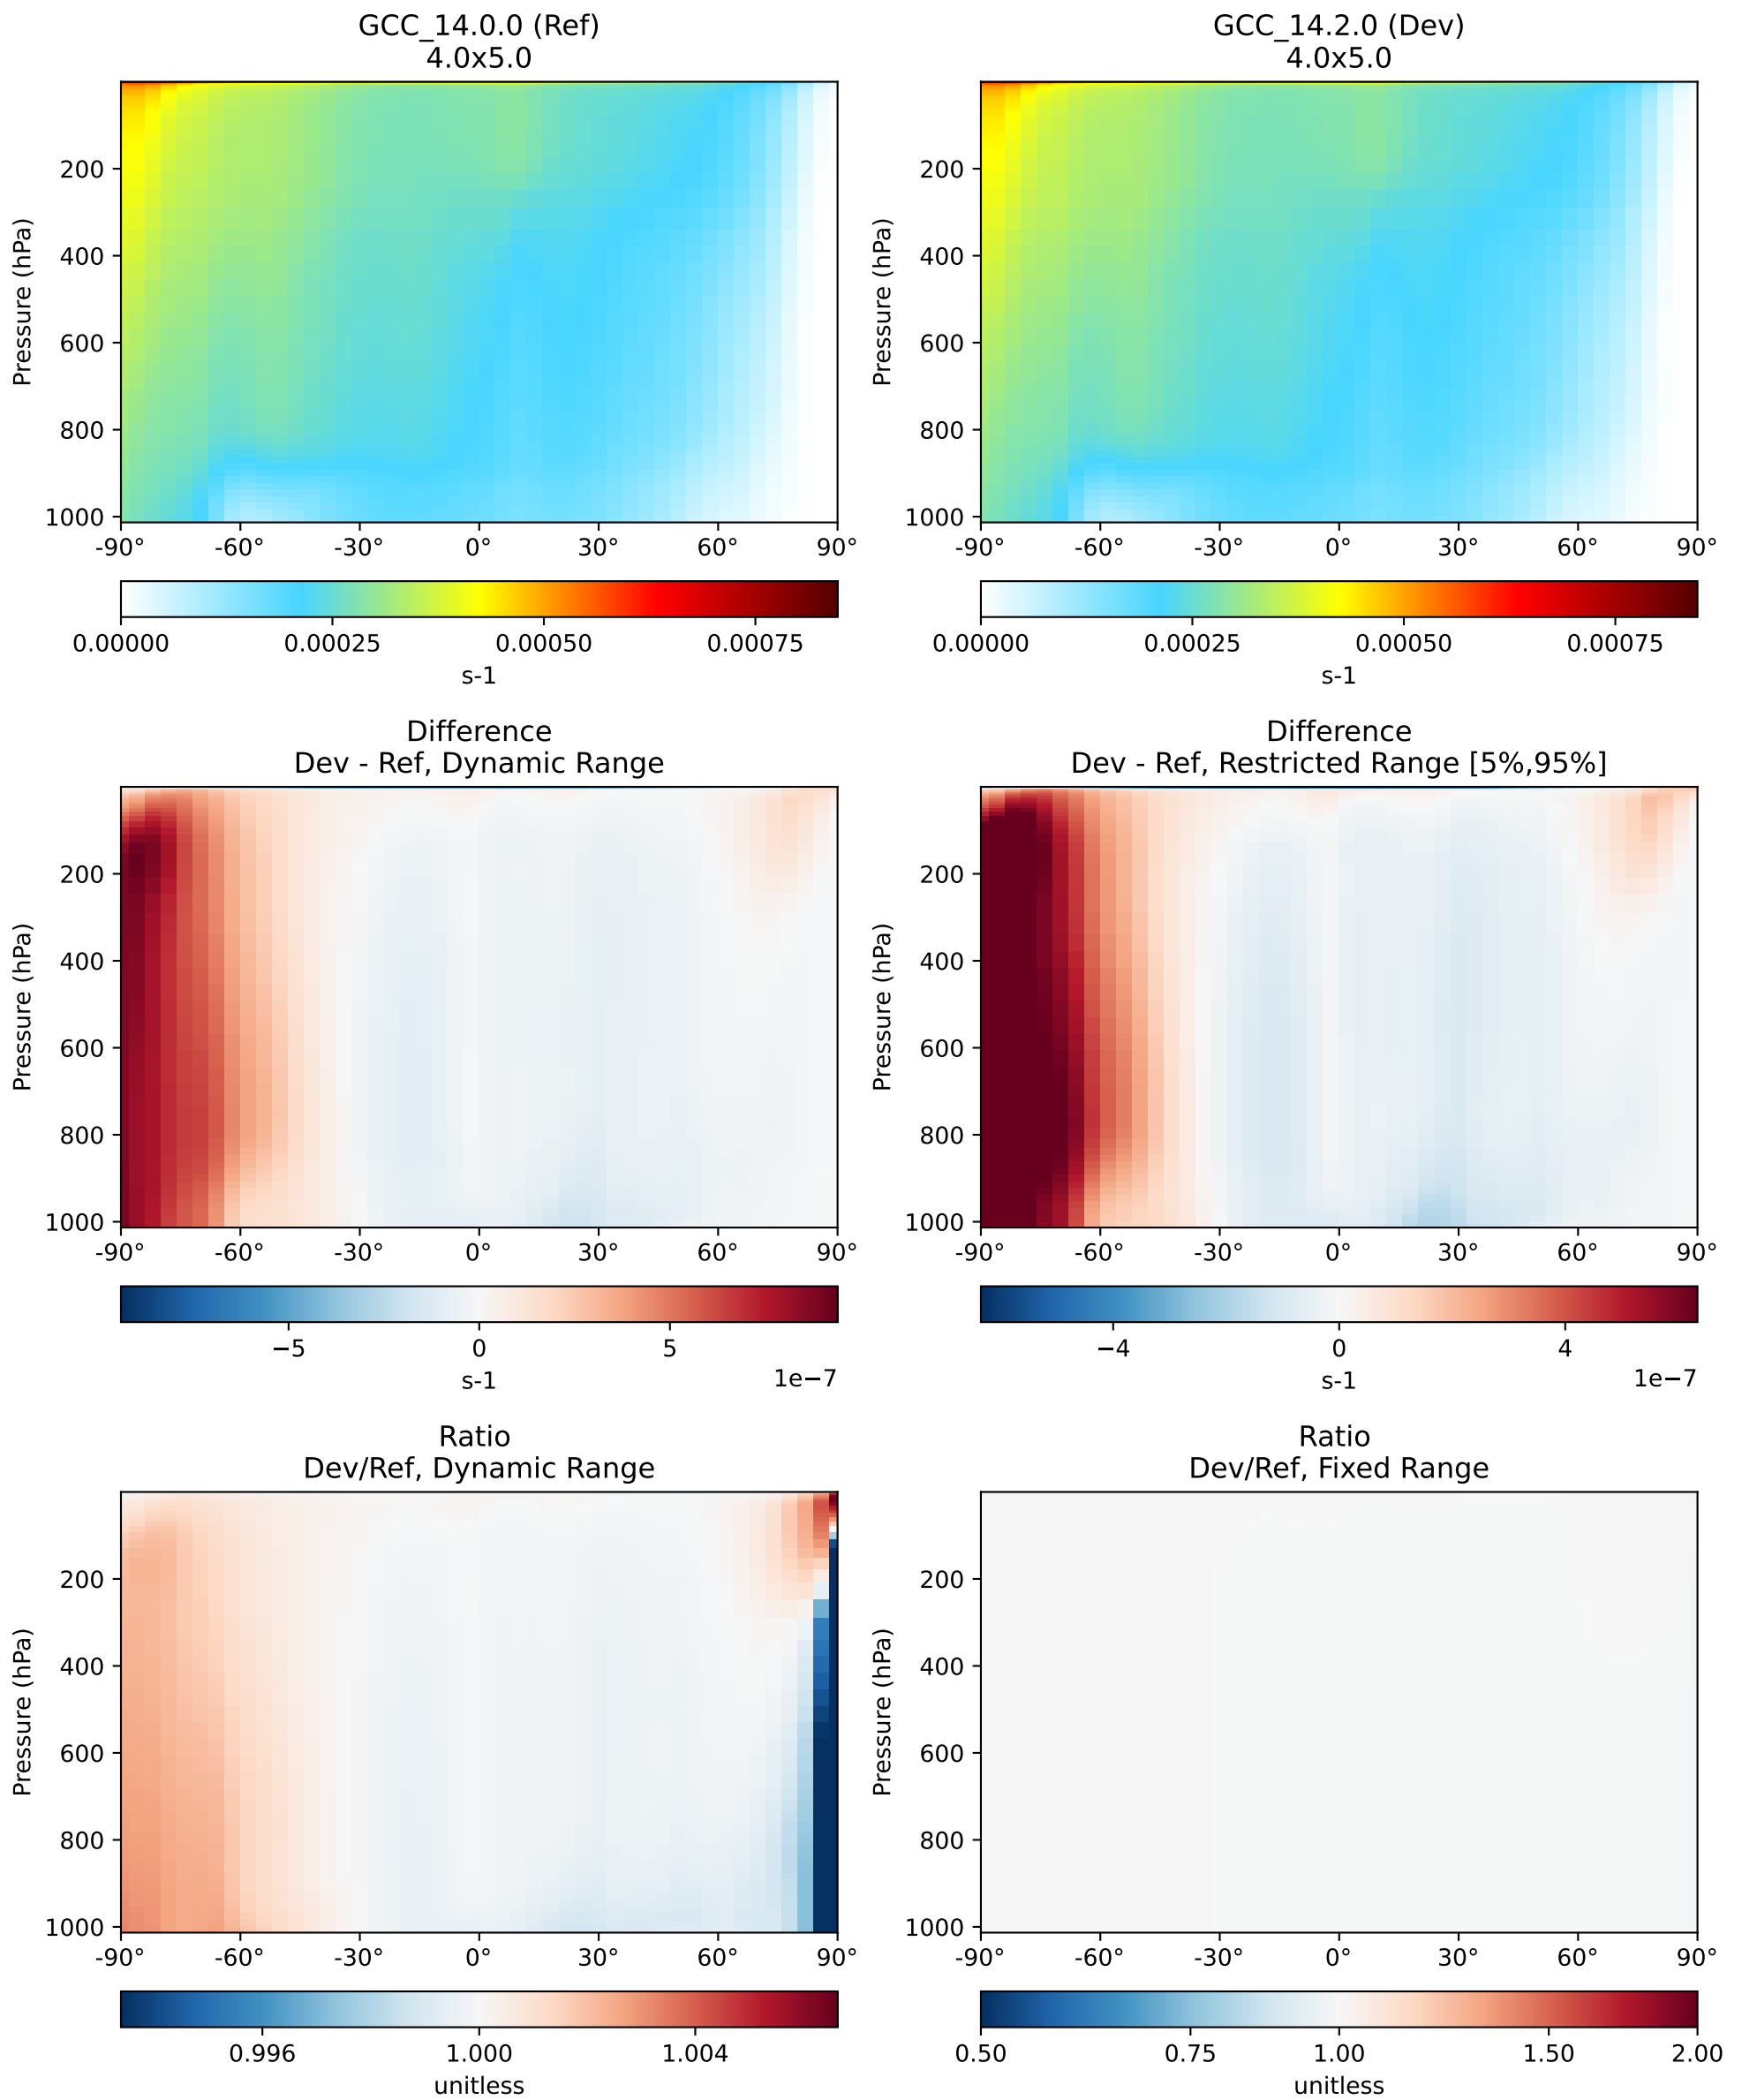 GCC_14.0.0 (Ref)
4.0x5.0
Pressure (hPa)
200
400
600
800
1000
-90° -60° -30° 0° 30° 60° 90°
0.00000 0.00025 0.00050 0.00075
s-1
GCC_14.2.0 (Dev)
4.0x5.0
Pressure (hPa)
200
400
600
800
1000
-90° -60° -30° 0° 30° 60° 90°
0.00000 0.00025 0.00050 0.00075
s-1
Difference
Dev - Ref, Dynamic Range
Pressure (hPa)
200
400
600
800
1000
-90° -60° -30° 0° 30° 60° 90°
−5 0 5
s-1 1e−7
Difference
Dev - Ref, Restricted Range [5%,95%]
Pressure (hPa)
200
400
600
800
1000
-90° -60° -30° 0° 30° 60° 90°
−4 0 4
s-1 1e−7
Ratio
Dev/Ref, Dynamic Range
Pressure (hPa)
200
400
600
800
1000
-90° -60° -30° 0° 30° 60° 90°
0.996 1.000 1.004
unitless
Ratio
Dev/Ref, Fixed Range
Pressure (hPa)
200
400
600
800
1000
-90° -60° -30° 0° 30° 60° 90°
0.50 0.75 1.00 1.50 2.00
unitless